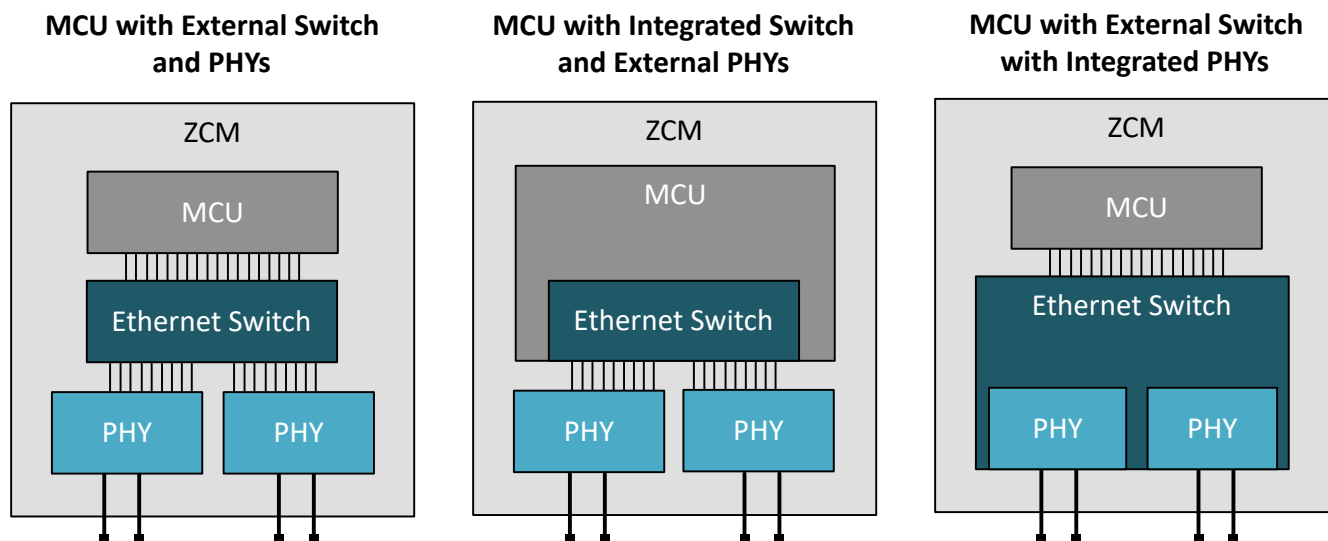 MCU with External Switch
and PHYs
ZCM
MCU
Ethernet Switch
PHY
PHY
MCU with Integrated Switch
and External PHYs
ZCM
MCU
Ethernet Switch
PHY
PHY
MCU with External Switch
with Integrated PHYs
ZCM
MCU
Ethernet Switch
PHY
PHY